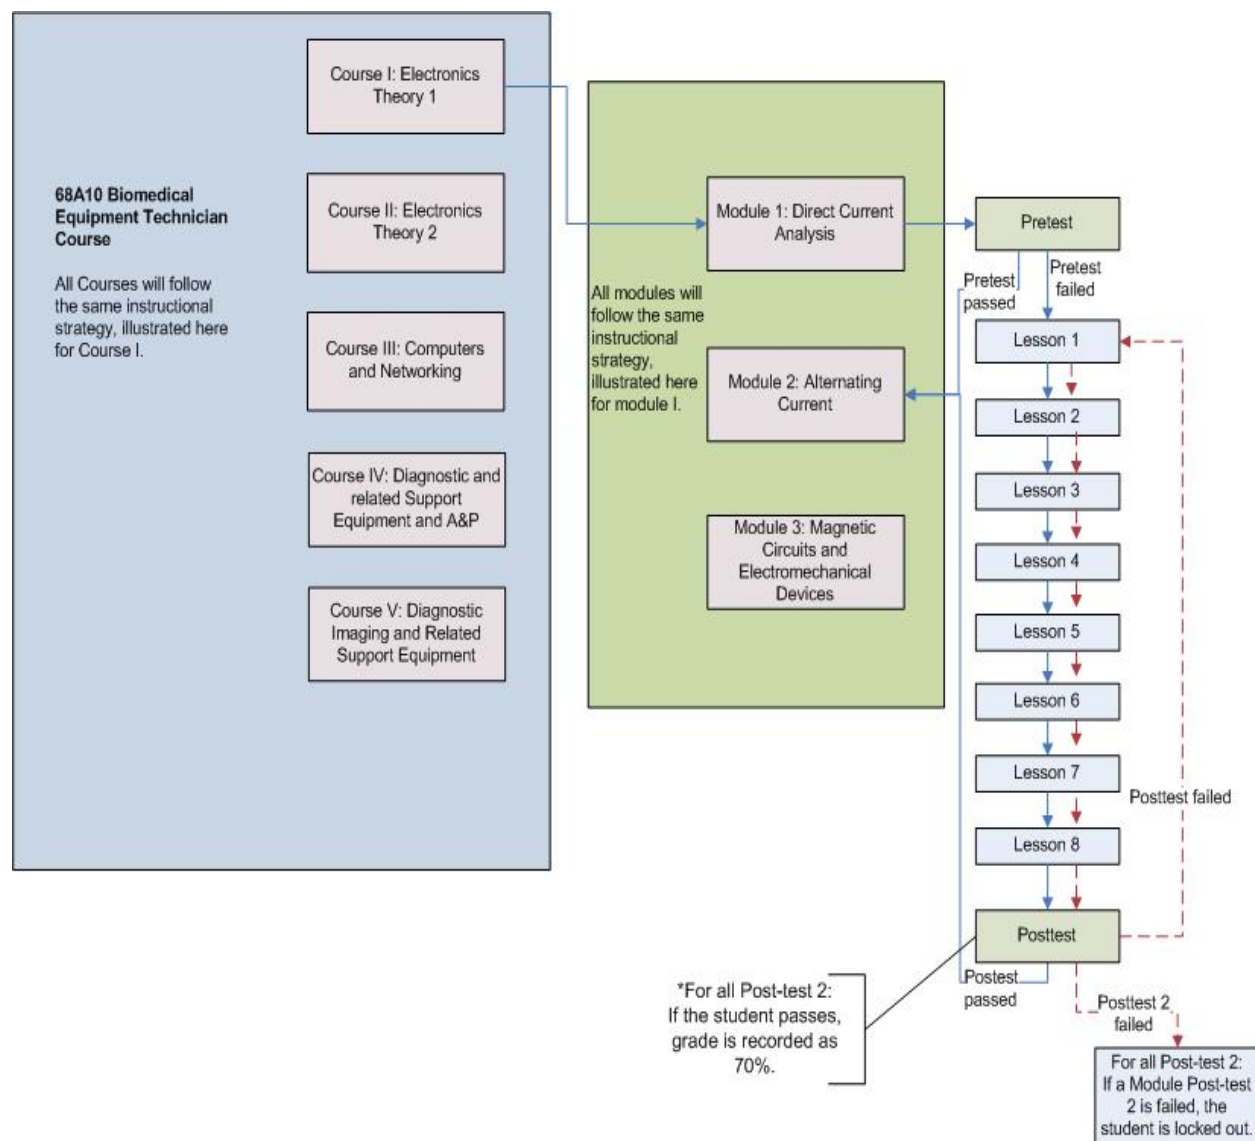 68A10 Biomedical
Equipment Technician
Course
All Courses will follow
the same instructional
strategy, illustrated here
for Course I.
Course I: Electronics
Theory 1
Course II: Electronics
Theory 2
Course III: Computers
and Networking
Course IV: Diagnostic and
related Support
Equipment and A&P
Course V: Diagnostic
Imaging and Related
Support Equipment
All modules will
follow the same
instructional
strategy,
illustrated here
for module I.
Module 1: Direct Current
Analysis
Module 2: Alternating
Current
Module 3: Magnetic
Circuits and
Electromechanical
Devices
Pretest
Pretest
passed
Pretest
failed
Lesson 1
Lesson 2
Lesson 3
Lesson 4
Lesson 5
Lesson 6
Lesson 7
Lesson 8
Posttest failed
Posttest
Postest
passed
Posttest 2
failed
*For all Post-test 2:
If the student passes,
grade is recorded as
70%.
For all Post-test 2:
If a Module Post-test
2 is failed, the
student is locked out.